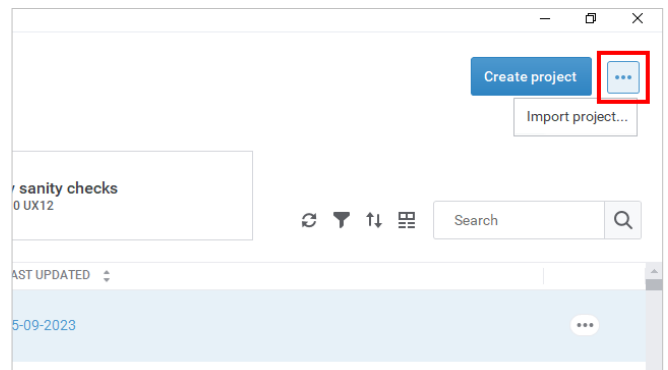 Create project
Import project...
sanity checks
0 UX12
Search
AST UPDATED
5-09-2023